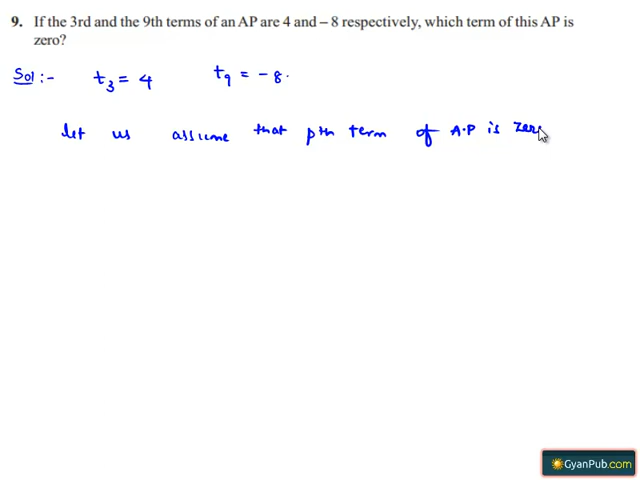 9. If the 3rd and the 9th terms of an AP are 4 and – 8 respectively, which term of this AP is
zero?
Sol:- t₃ = 4 t₉ = -8.
let us assume that pth term of A.P is zero
GyanPub.com